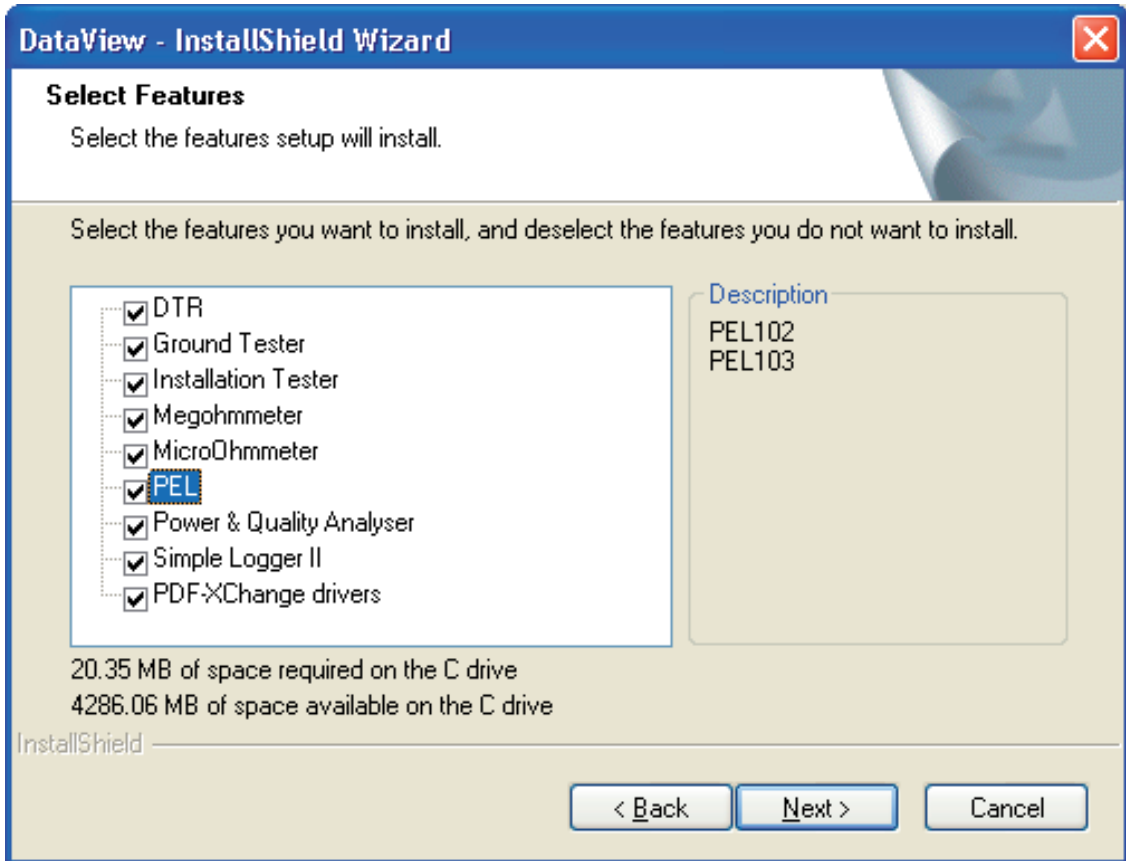 DataView - InstallShield Wizard
Select Features
Select the features setup will install.
Select the features you want to install, and deselect the features you do not want to install.
DTR
Ground Tester
Installation Tester
Megohmmeter
MicroOhmmeter
PEL
Power & Quality Analyser
Simple Logger II
PDF-XChange drivers
Description
PEL102
PEL103
20.35 MB of space required on the C drive
4286.06 MB of space available on the C drive
InstallShield
< Back
Next >
Cancel